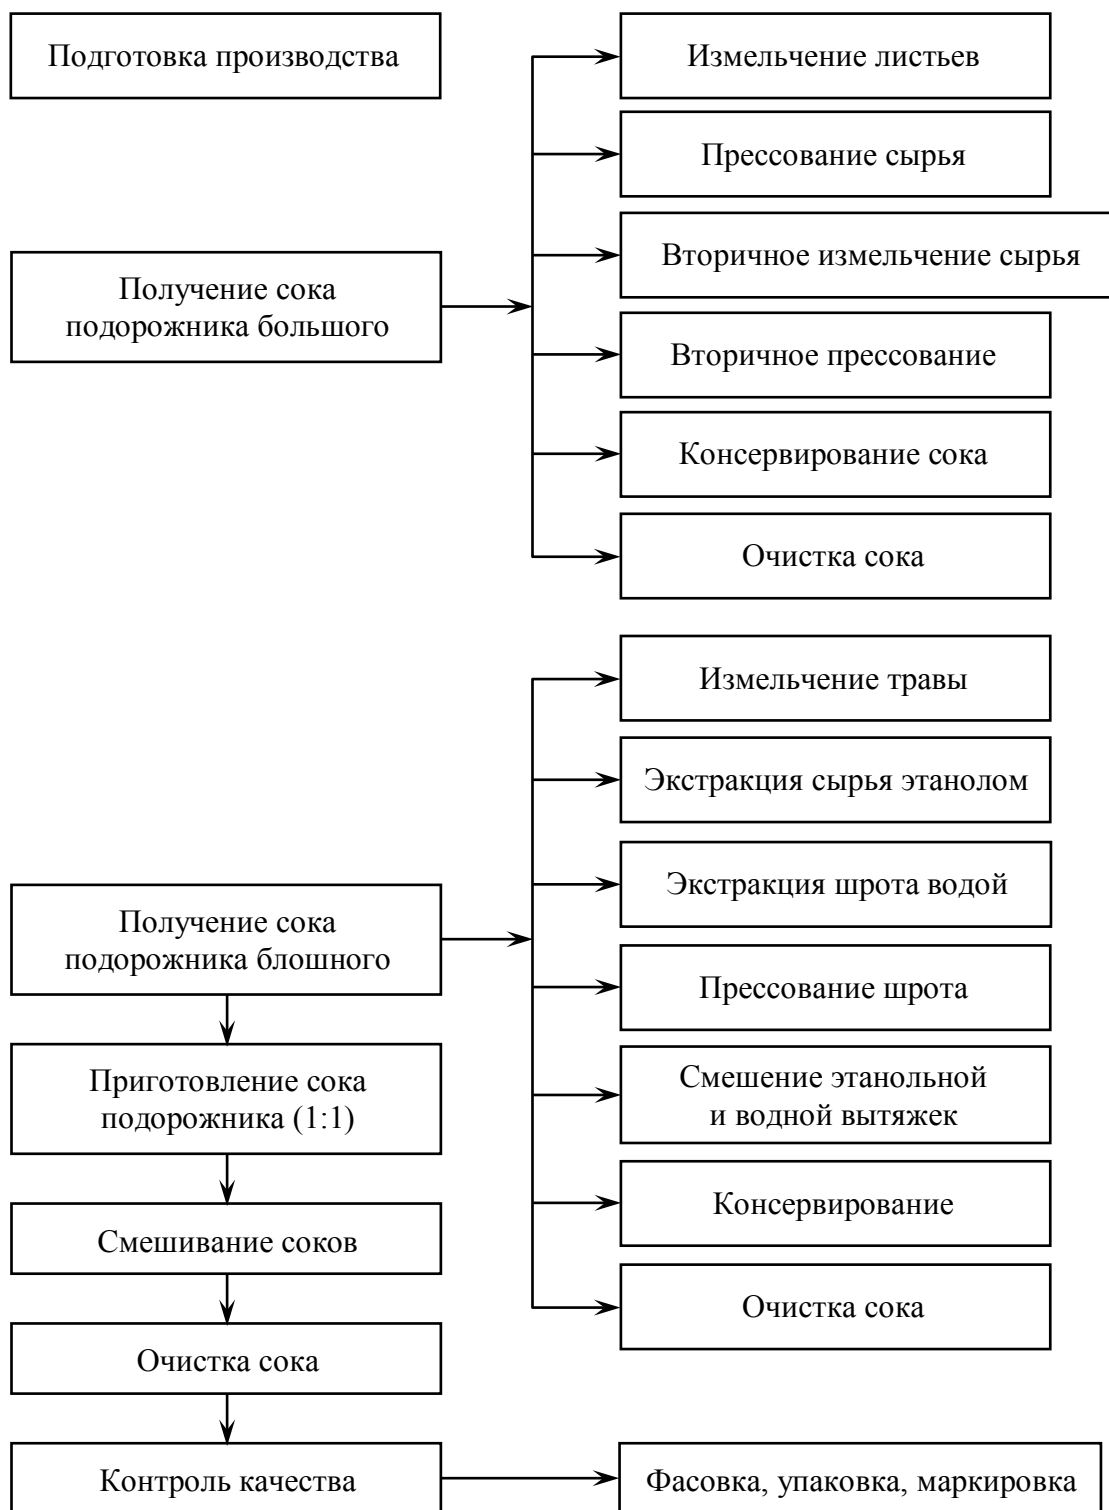 Подготовка производства
Измельчение листьев
Прессование сырья
Вторичное измельчение сырья
Получение сока
подорожника большого
Вторичное прессование
Консервирование сока
Очистка сока
Измельчение травы
Экстракция сырья этанолом
Экстракция шрота водой
Получение сока
подорожника блошного
Прессование шрота
Приготовление сока
подорожника (1:1)
Смешение этанольной
и водной вытяжек
Консервирование
Смешивание соков
Очистка сока
Очистка сока
Контроль качества
Фасовка, упаковка, маркировка